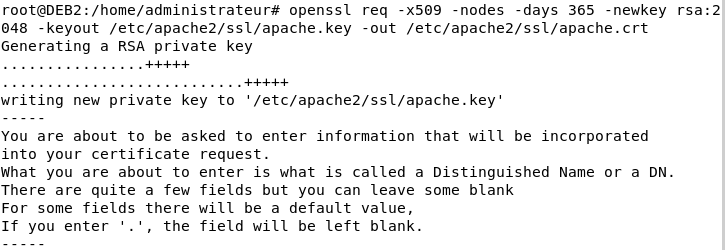 root@DEB2:/home/administrateur# openssl req -x509 -nodes -days 365 -newkey rsa:2
048 -keyout /etc/apache2/ssl/apache.key -out /etc/apache2/ssl/apache.crt
Generating a RSA private key
................+++++
...........................+++++
writing new private key to '/etc/apache2/ssl/apache.key'
-----
You are about to be asked to enter information that will be incorporated
into your certificate request.
What you are about to enter is what is called a Distinguished Name or a DN.
There are quite a few fields but you can leave some blank
For some fields there will be a default value,
If you enter '.', the field will be left blank.
-----